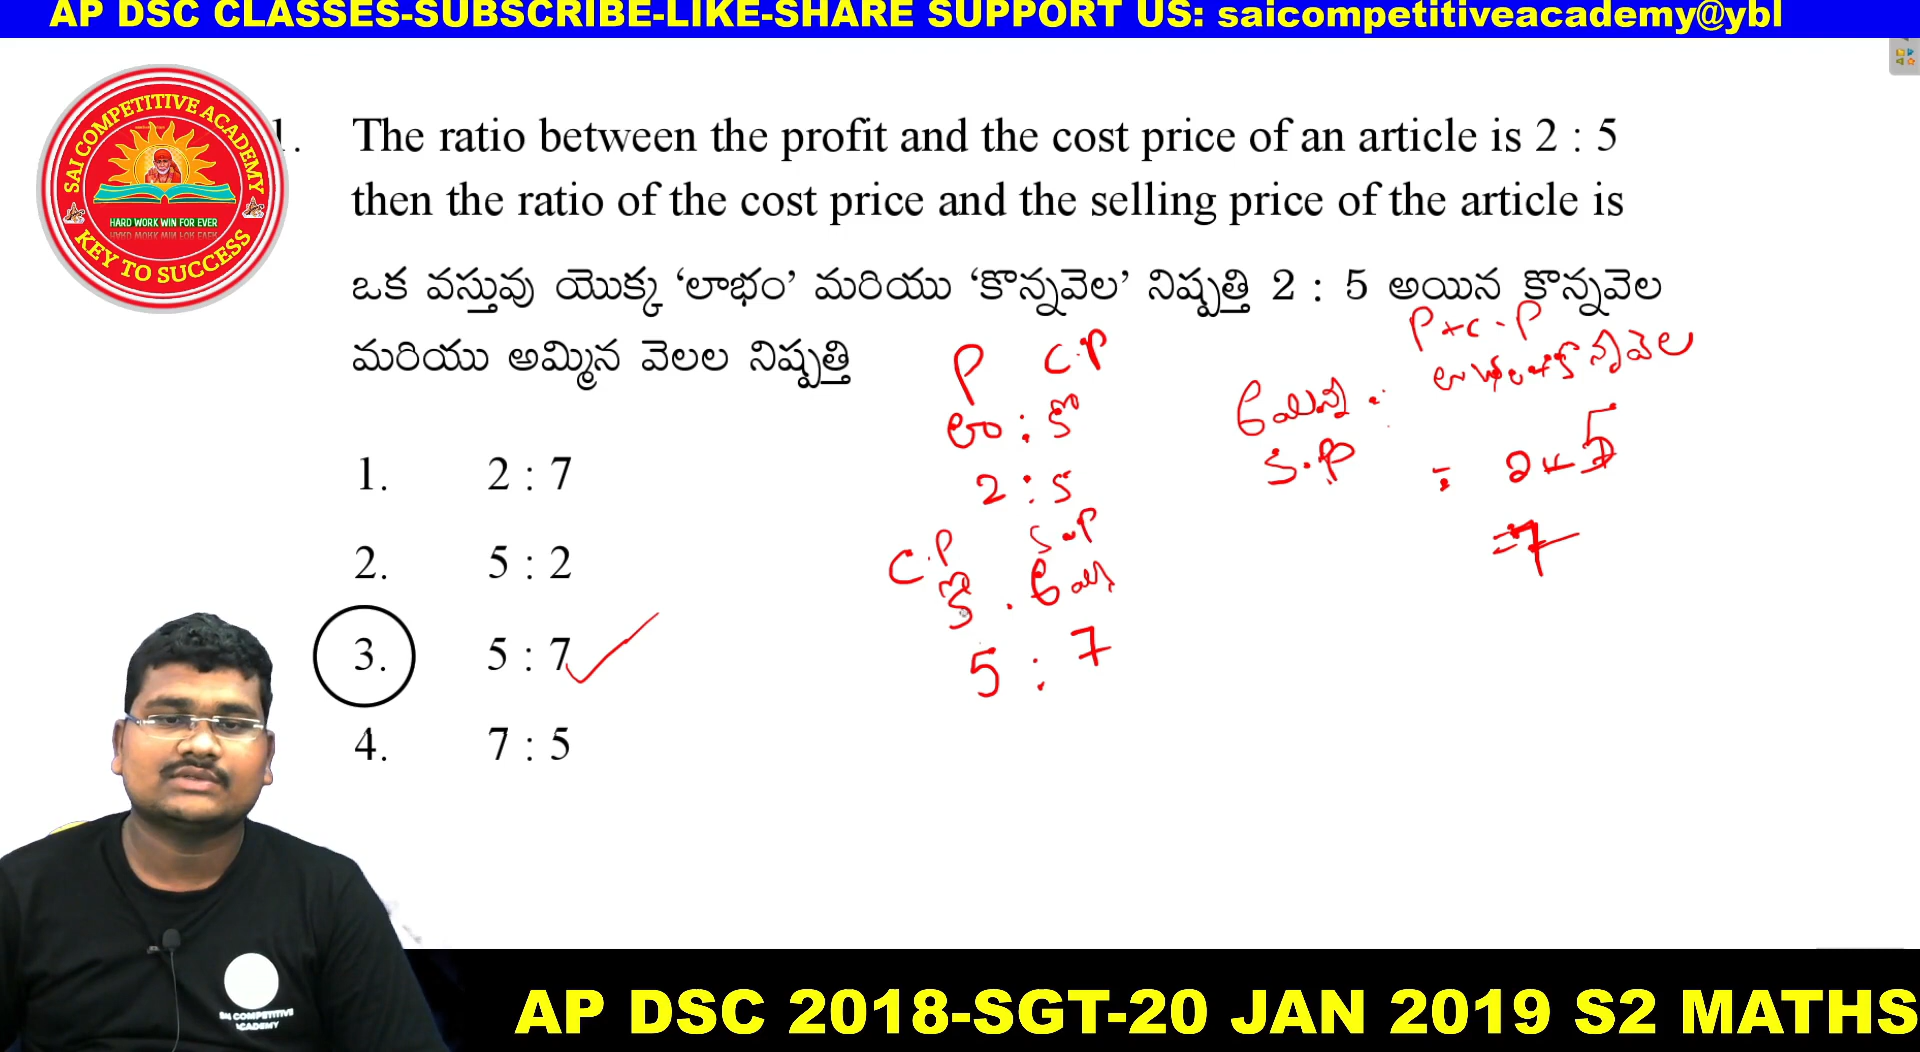 AP DSC CLASSES-SUBSCRIBE-LIKE-SHARE SUPPORT US: saicompetitiveacademy@ybl
SAI COMPETITIVE ACADEMY
HARD WORK WIN FOR EVER
KEY TO SUCCESS
1. The ratio between the profit and the cost price of an article is 2 : 5
then the ratio of the cost price and the selling price of the article is
ఒక వస్తువు యొక్క ‘లాభం’ మరియు ‘కొన్నవెల’ నిష్పత్తి 2 : 5 అయిన కొన్నవెల
మరియు అమ్మిన వెలల నిష్పత్తి
P C.P
లా : కొ
2 : 5
C.P S.P
5 : 7
P+C.P
S.P = 2+5
=7
1. 2 : 7
2. 5 : 2
3. 5 : 7
4. 7 : 5
SAI COMPETITIVE
ACADEMY
AP DSC 2018-SGT-20 JAN 2019 S2 MATHS